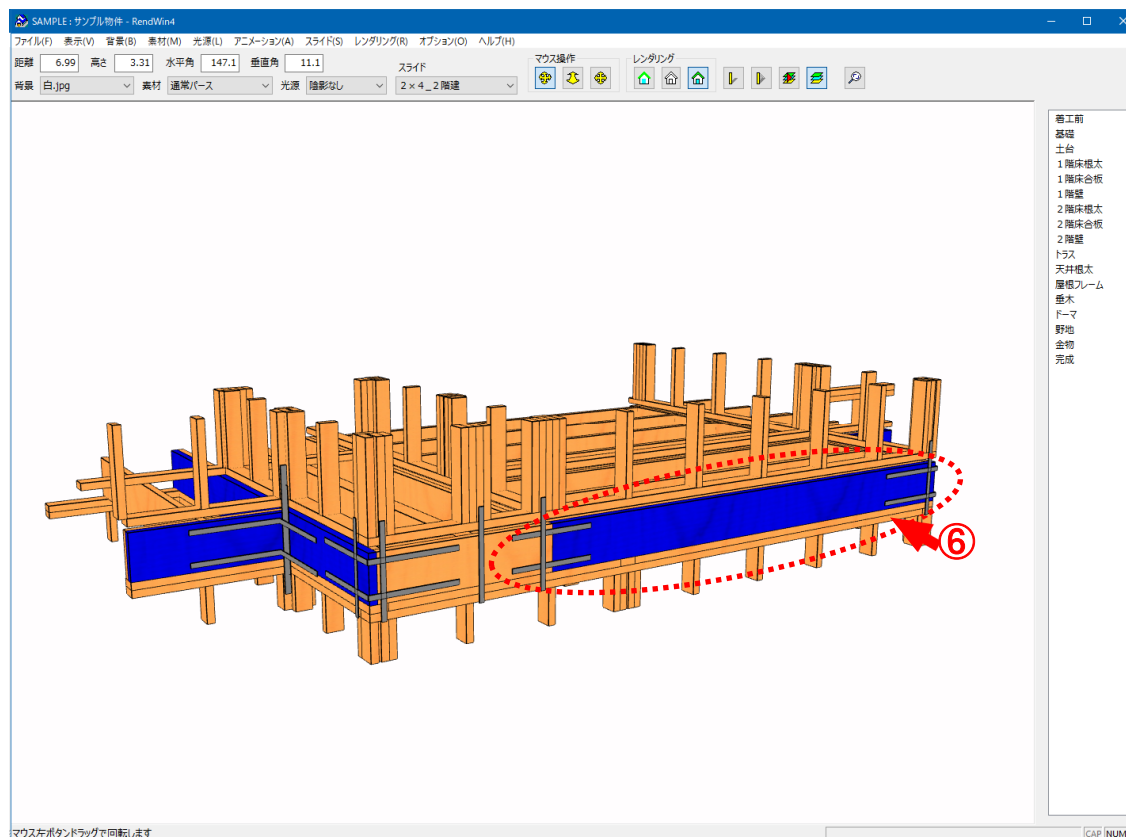 SAMPLE : サンプル物件 - RendWin4
ファイル(F) 表示(V) 背景(B) 素材(M) 光源(L) アニメーション(A) スライド(S) レンダリング(R) オプション(O) ヘルプ(H)
距離 6.99 高さ 3.31 水平角 147.1 垂直角 11.1 スライド マウス操作 レンダリング
背景 白.jpg 素材 通常パース 光源 陰影なし 2×4_2階建
着工前
基礎
土台
1階床根太
1階床合板
1階壁
2階床根太
2階床合板
2階壁
トラス
天井根太
屋根フレーム
垂木
ドーマ
野地
金物
完成
⑥
マウス左ボタンドラッグで回転します
CAP NUM